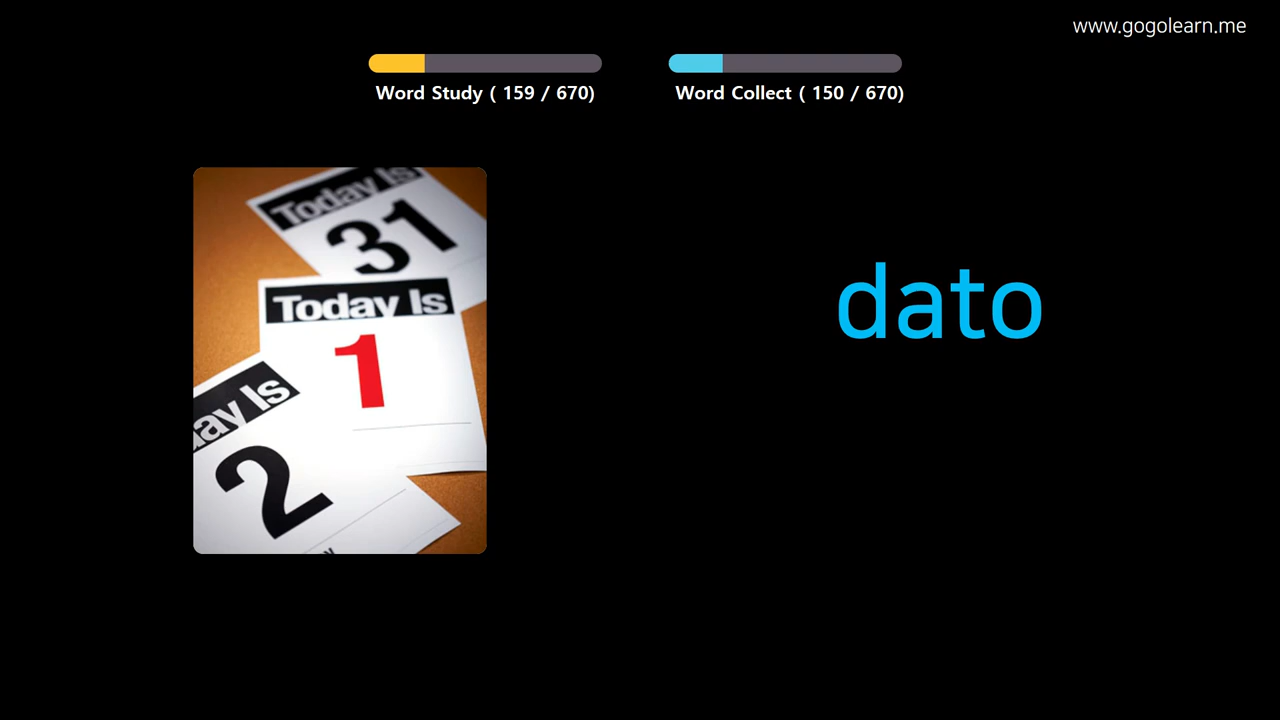 www.gogolearn.me
Word Study ( 159 / 670)
Word Collect ( 150 / 670)
Today Is
31
Today Is
1
day Is
2
dato